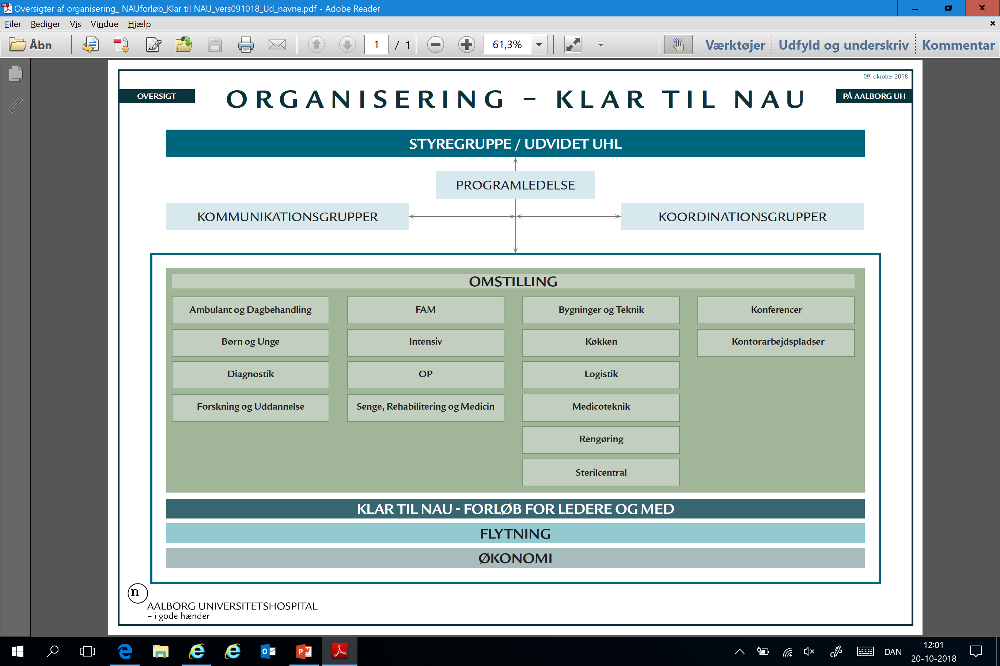 Oversigter af organisering_ NAUforløb_Klar til NAU_vers091018_Ud_navne.pdf - Adobe Reader
Filer Rediger Vis Vindue Hjælp
Åbn 1 / 1 61,3% Værktøjer Udfyld og underskriv Kommentar
09. oktober 2018
OVERSIGT
ORGANISERING – KLAR TIL NAU
PÅ AALBORG UH
STYREGRUPPE / UDVIDET UHL
PROGRAMLEDELSE
KOMMUNIKATIONSGRUPPER
KOORDINATIONSGRUPPER
OMSTILLING
Ambulant og Dagbehandling
Børn og Unge
Diagnostik
Forskning og Uddannelse
FAM
Intensiv
OP
Senge, Rehabilitering og Medicin
Bygninger og Teknik
Køkken
Logistik
Medicoteknik
Rengøring
Sterilcentral
Konferencer
Kontorarbejdspladser
KLAR TIL NAU - FORLØB FOR LEDERE OG MED
FLYTNING
ØKONOMI
AALBORG UNIVERSITETSHOSPITAL
– i gode hænder
DAN
12:01
20-10-2018